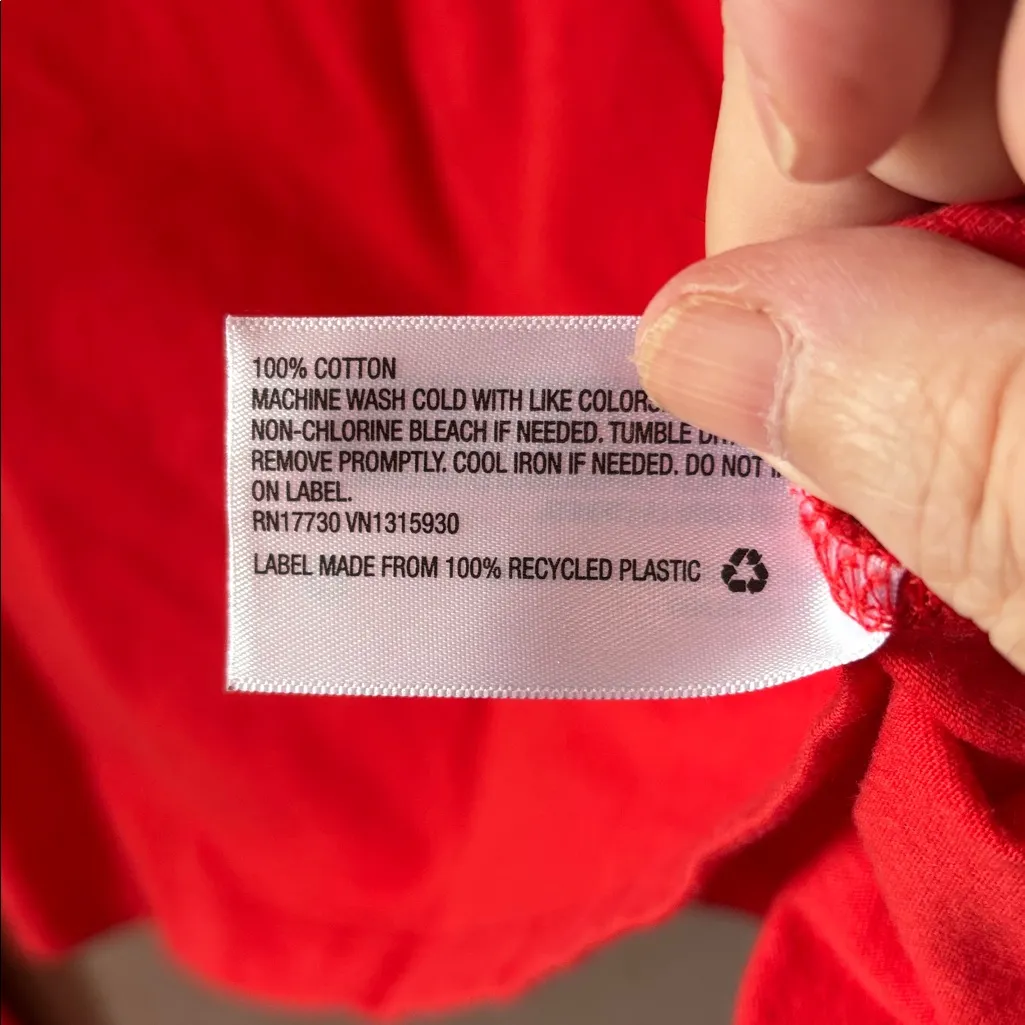 100% COTTON
MACHINE WASH COLD WITH LIKE COLORS.
NON-CHLORINE BLEACH IF NEEDED. TUMBLE
REMOVE PROMPTLY. COOL IRON IF NEEDED. DO NOT
ON LABEL.
RN17730 VN1315930
LABEL MADE FROM 100% RECYCLED PLASTIC